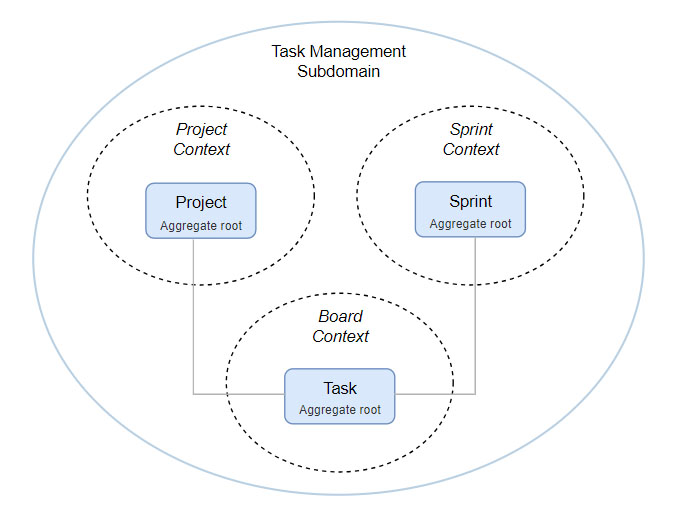 Task Management
Subdomain
Project
Context
Sprint
Context
Project
Aggregate root
Sprint
Aggregate root
Board
Context
Task
Aggregate root